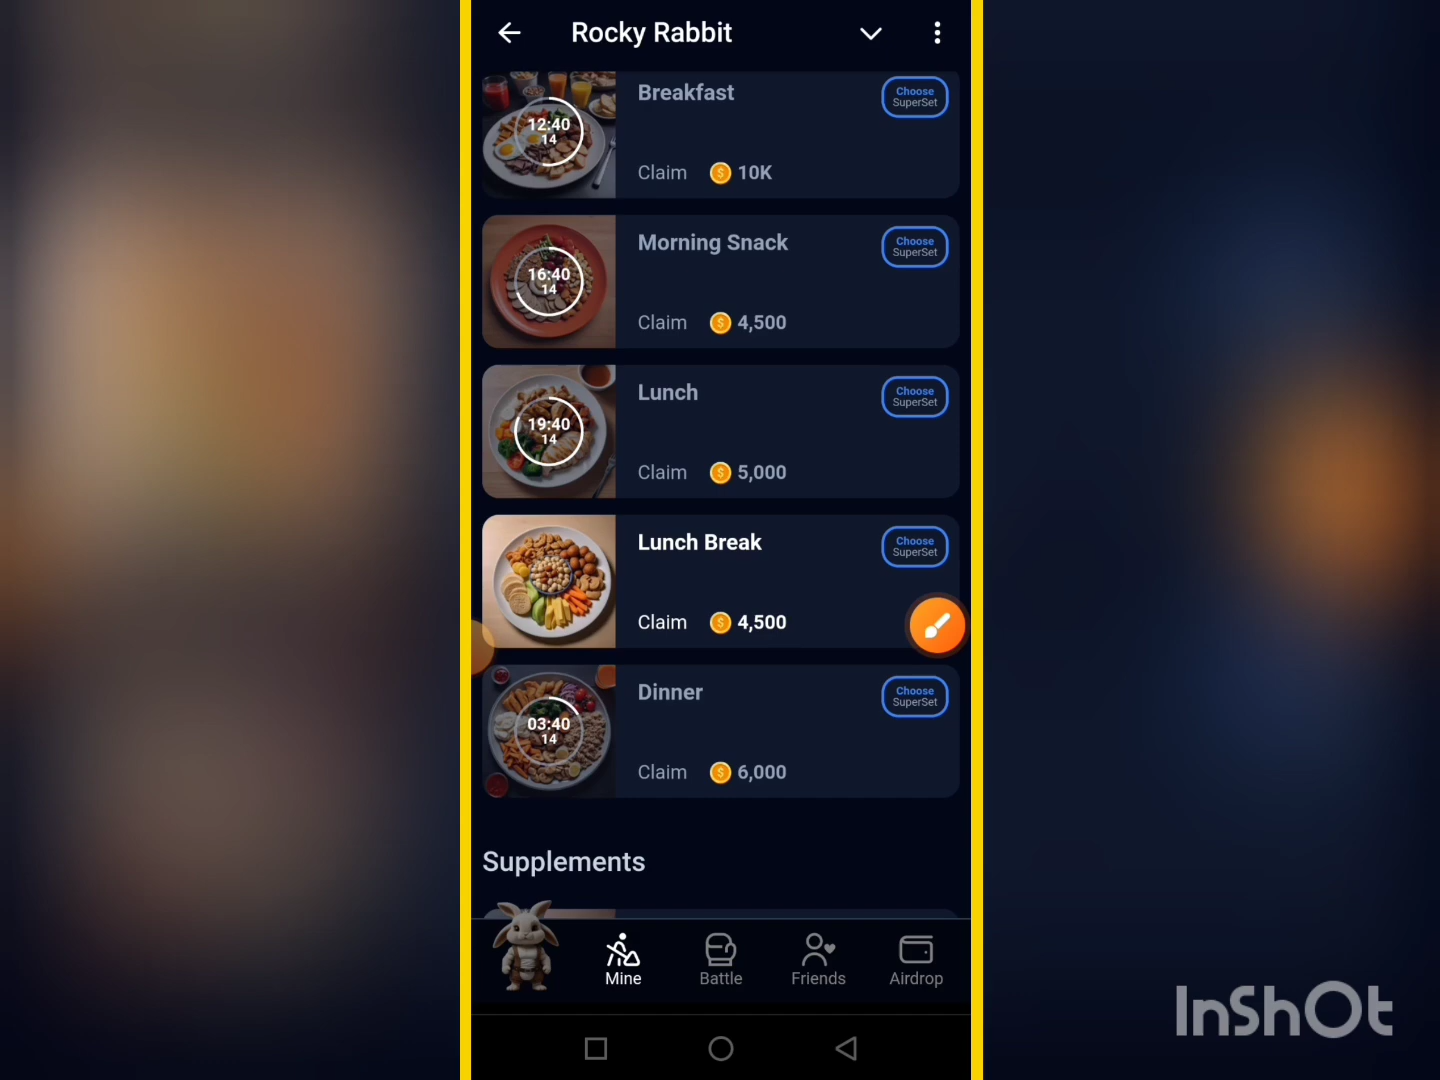 Rocky Rabbit
Breakfast
Choose
SuperSet
12:40
14
Claim
10K
Morning Snack
Choose
SuperSet
16:40
14
Claim
4,500
Lunch
Choose
SuperSet
19:40
14
Claim
5,000
Lunch Break
Choose
SuperSet
Claim
4,500
Dinner
Choose
SuperSet
03:40
14
Claim
6,000
Supplements
Mine
Battle
Friends
Airdrop
InShOt